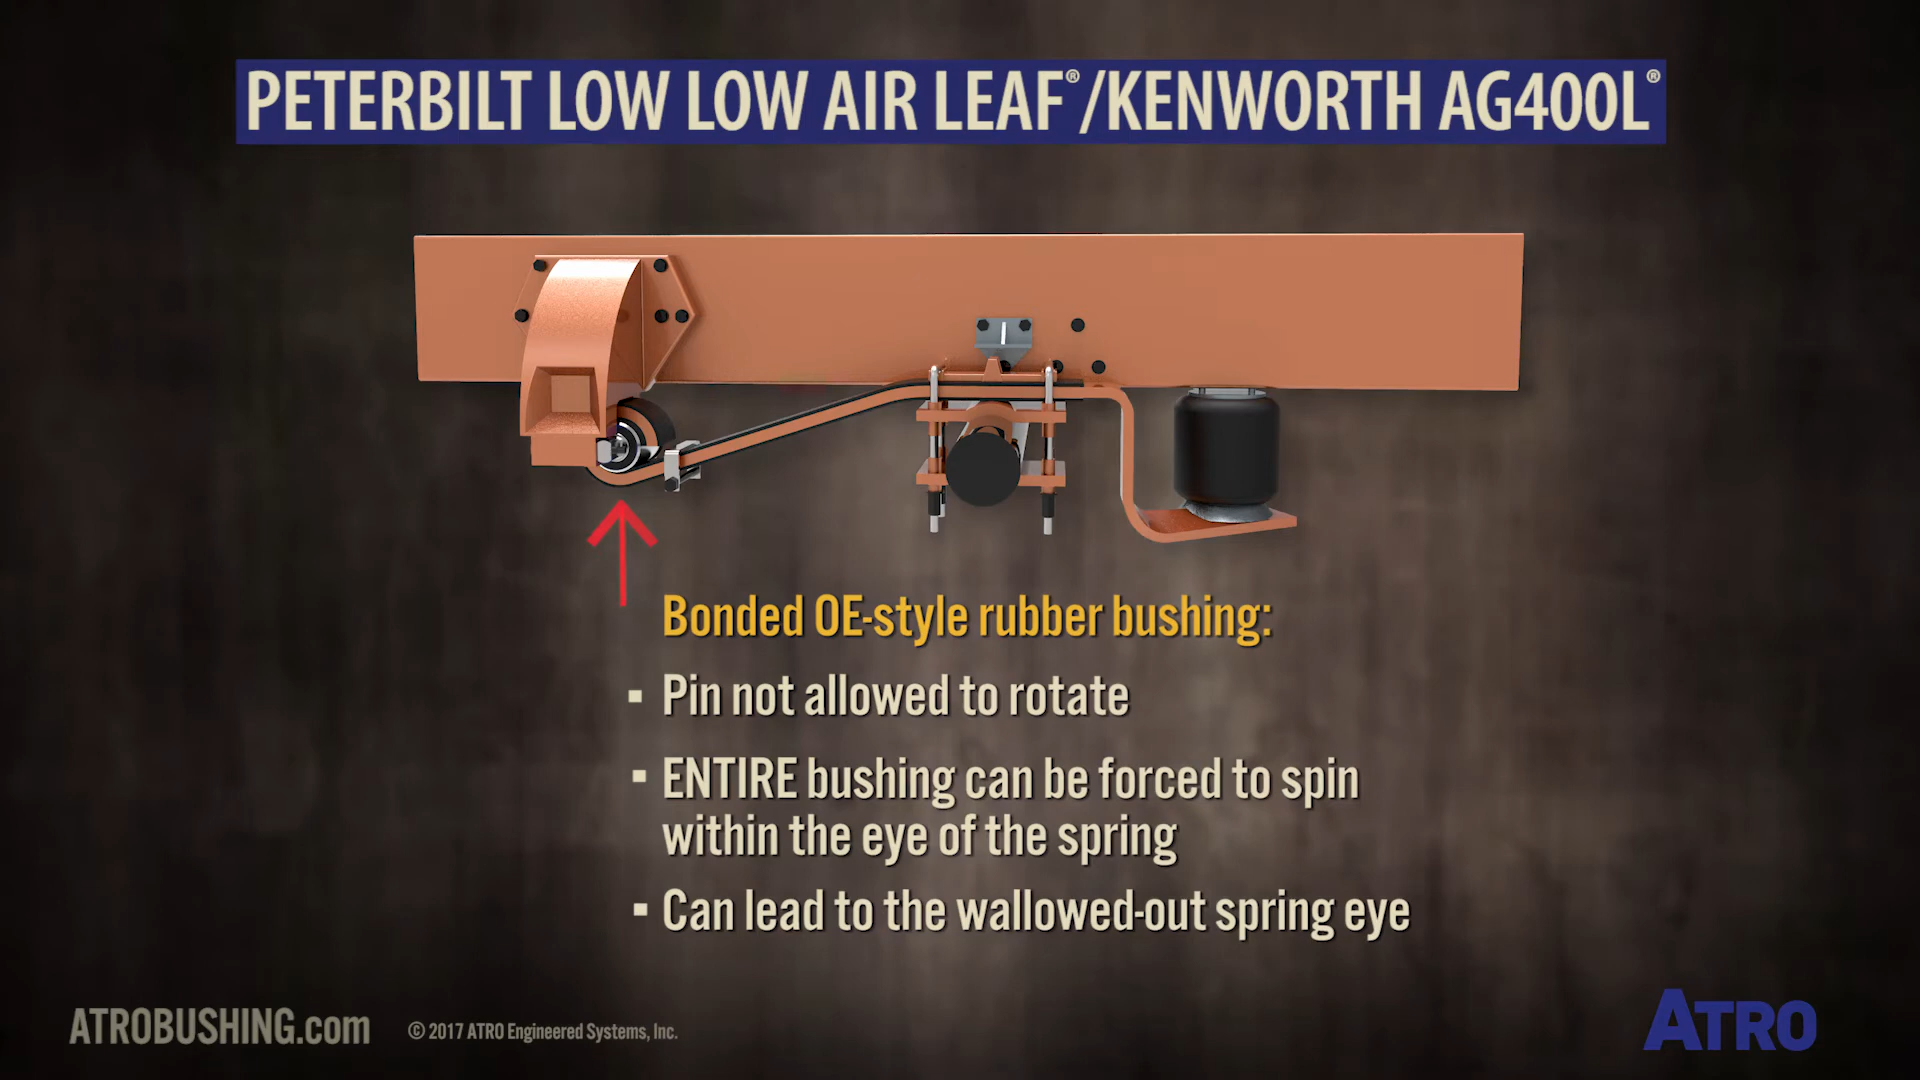 PETERBILT LOW LOW AIR LEAF®/KENWORTH AG400L®
Bonded OE-style rubber bushing:
▪ Pin not allowed to rotate
▪ ENTIRE bushing can be forced to spin
within the eye of the spring
▪ Can lead to the wallowed-out spring eye
ATROBUSHING.com
© 2017 ATRO Engineered Systems, Inc.
ATRO